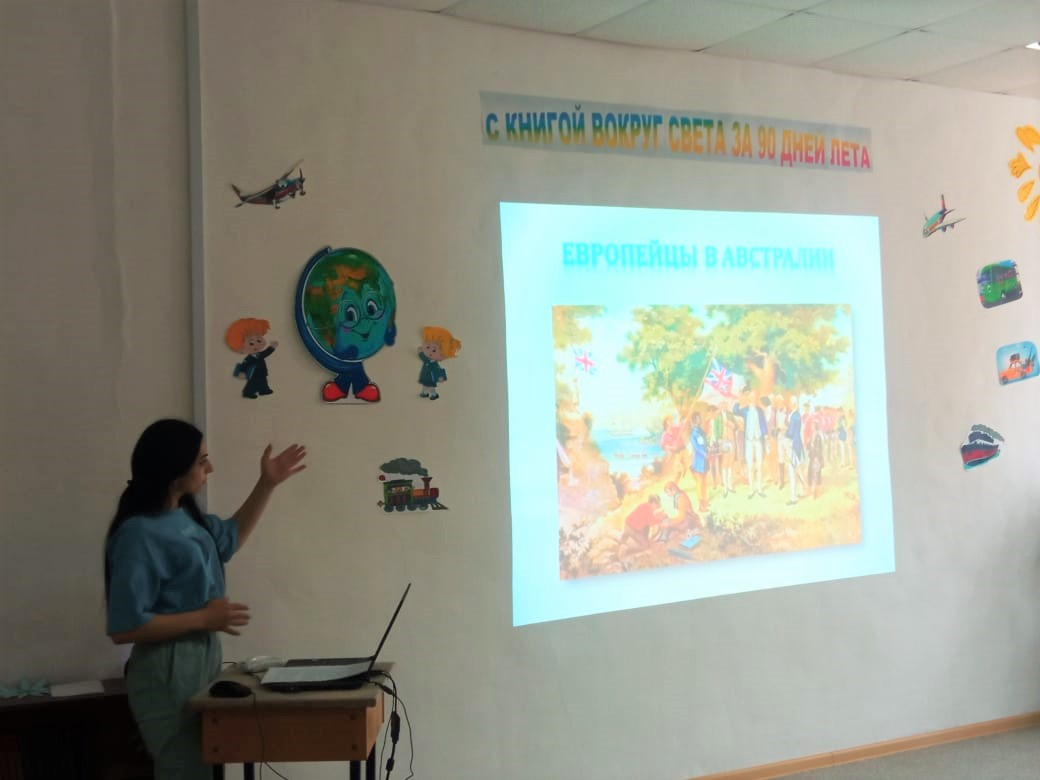 С КНИГОЙ ВОКРУГ СВЕТА ЗА 90 ДНЕЙ ЛЕТА
ЕВРОПЕЙЦЫ В АВСТРАЛИИ